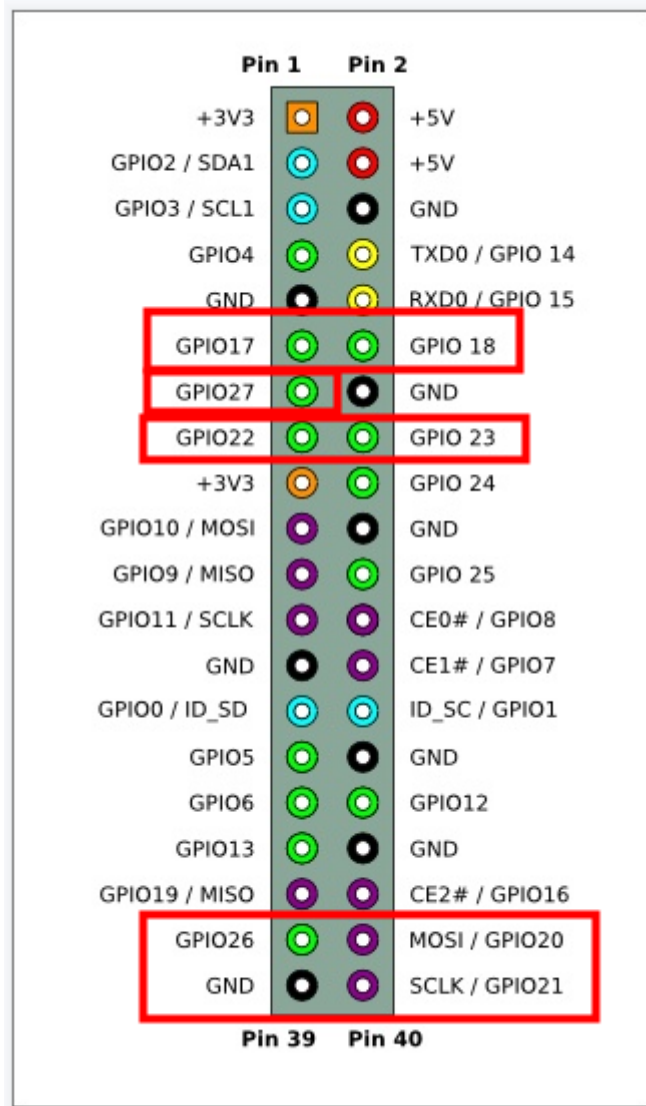 Pin 1 Pin 2
+3V3 +5V
GPIO2 / SDA1 +5V
GPIO3 / SCL1 GND
GPIO4 TXD0 / GPIO 14
GND RXD0 / GPIO 15
GPIO17 GPIO 18
GPIO27 GND
GPIO22 GPIO 23
+3V3 GPIO 24
GPIO10 / MOSI GND
GPIO9 / MISO GPIO 25
GPIO11 / SCLK CE0# / GPIO8
GND CE1# / GPIO7
GPIO0 / ID_SD ID_SC / GPIO1
GPIO5 GND
GPIO6 GPIO12
GPIO13 GND
GPIO19 / MISO CE2# / GPIO16
GPIO26 MOSI / GPIO20
GND SCLK / GPIO21
Pin 39 Pin 40